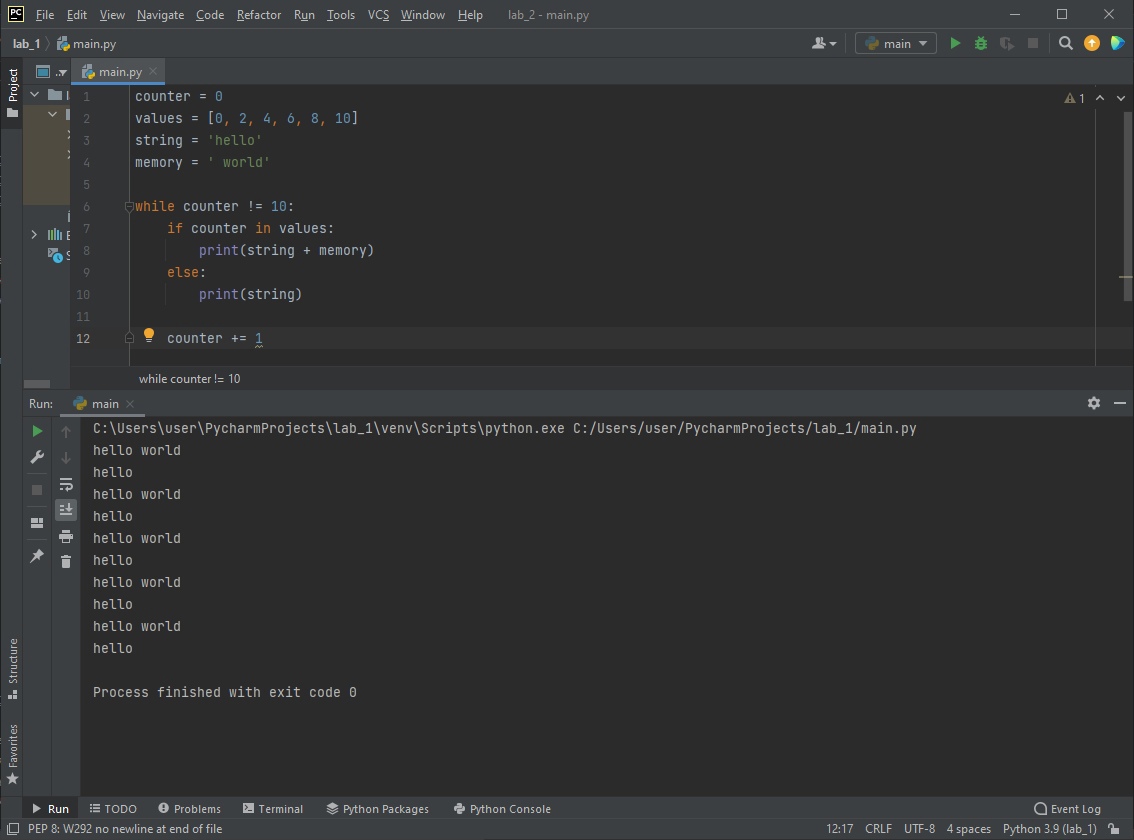 PC File Edit View Navigate Code Refactor Run Tools VCS Window Help lab_2 - main.py
lab_1 main.py main
Project
main.py
1 counter = 0
2 values = [0, 2, 4, 6, 8, 10]
3 string = 'hello'
4 memory = ' world'
5
6 while counter != 10:
7 if counter in values:
8 print(string + memory)
9 else:
10 print(string)
11
12 counter += 1
1
while counter != 10
Run: main
C:\Users\user\PycharmProjects\lab_1\venv\Scripts\python.exe C:/Users/user/PycharmProjects/lab_1/main.py
hello world
hello
hello world
hello
hello world
hello
hello world
hello
hello world
hello
Process finished with exit code 0
Structure
Favorites
Run TODO Problems Terminal Python Packages Python Console Event Log
PEP 8: W292 no newline at end of file 12:17 CRLF UTF-8 4 spaces Python 3.9 (lab_1)